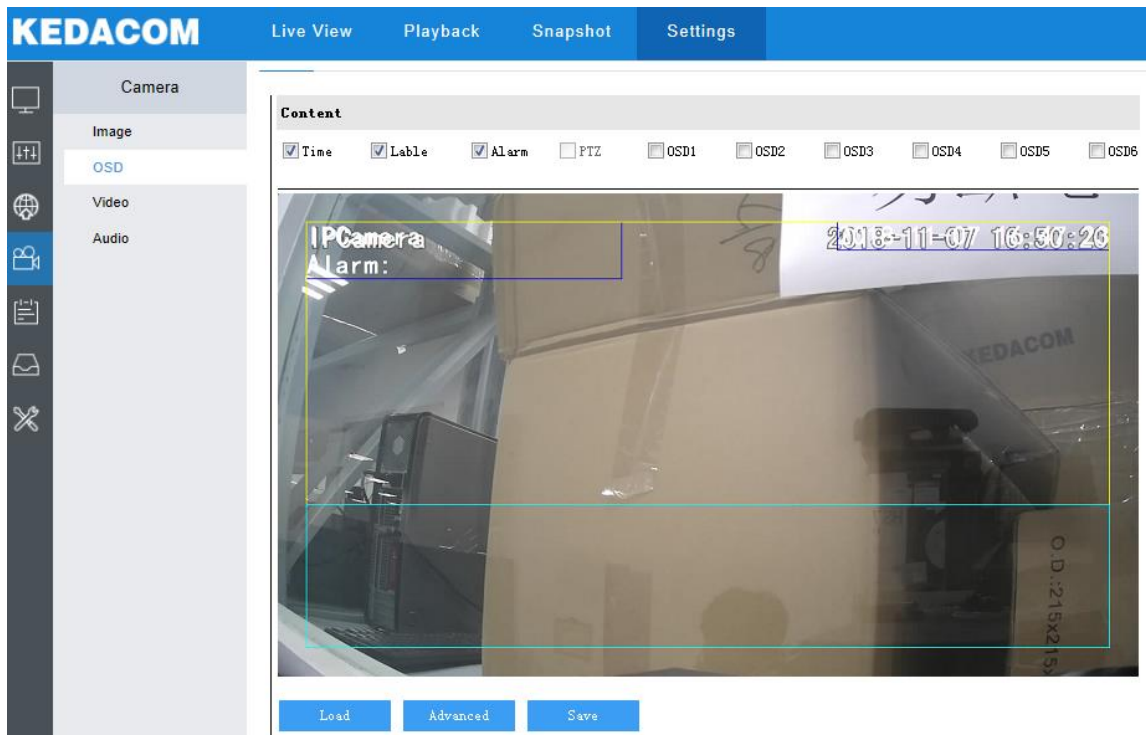 KEDACOM Live View Playback Snapshot Settings
Camera
Image
OSD
Video
Audio
Content
Time Lable Alarm PTZ OSD1 OSD2 OSD3 OSD4 OSD5 OSD6
IPCamera 2018-11-07 16:50:26
Alarm:
KEDACOM
O.D.:215x215x
Load Advanced Save